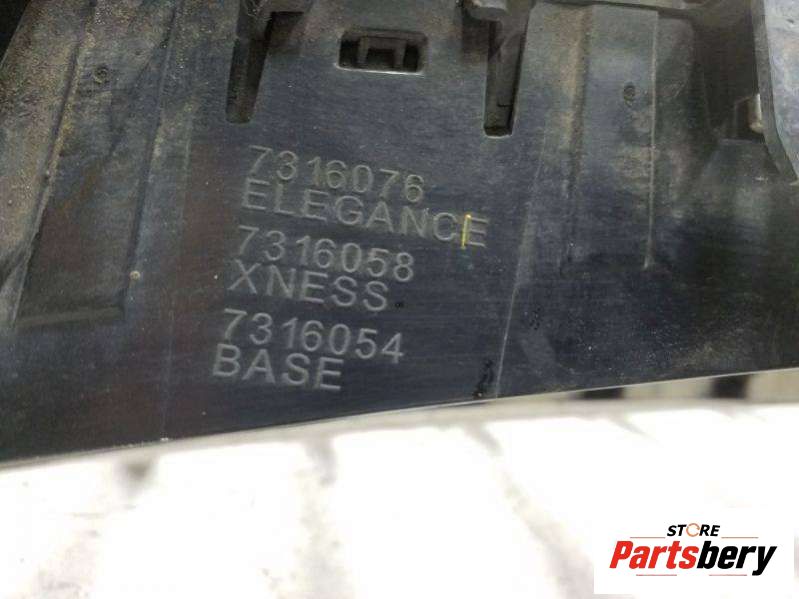 7316076
ELEGANCE
7316058
XNESS
7316054
BASE
STORE
Partsbery